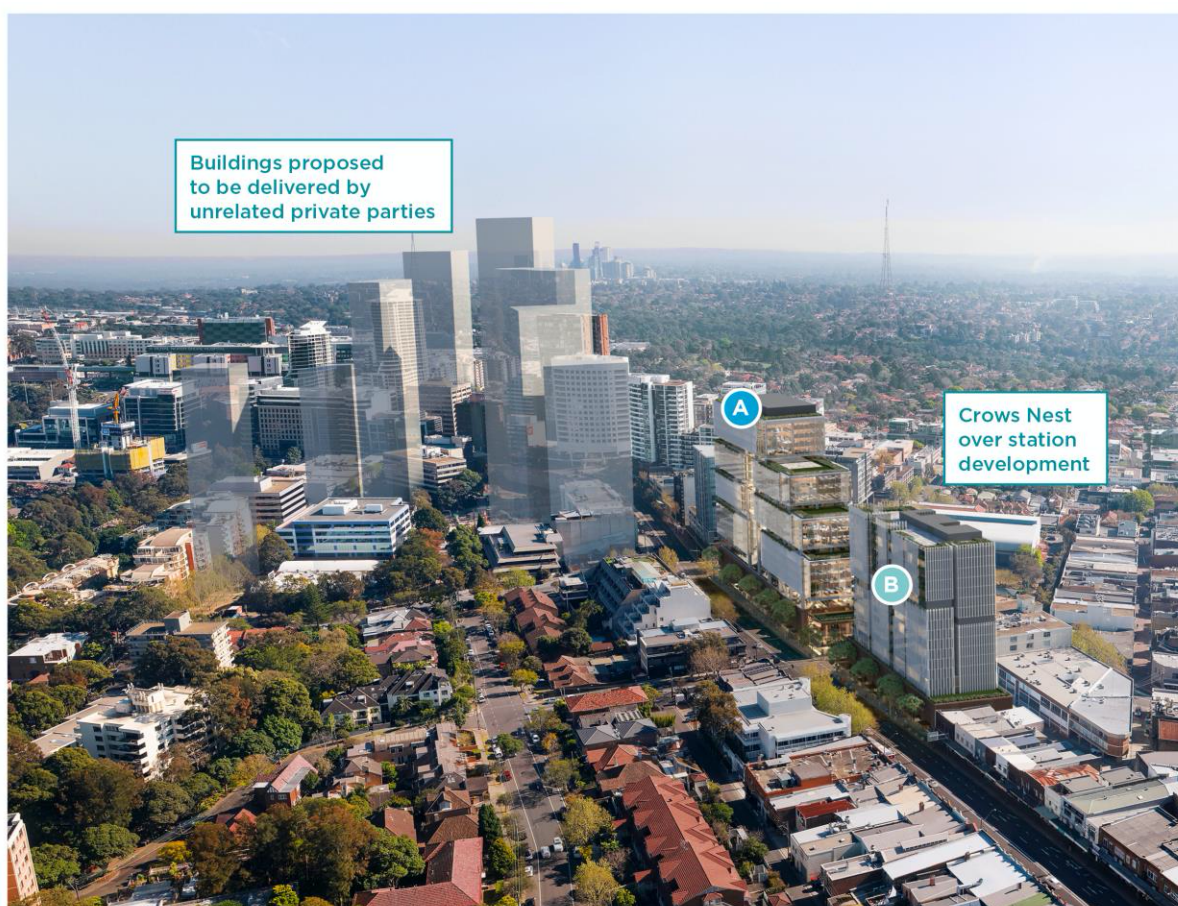 Buildings proposed
to be delivered by
unrelated private parties
A
Crows Nest
over station
development
B